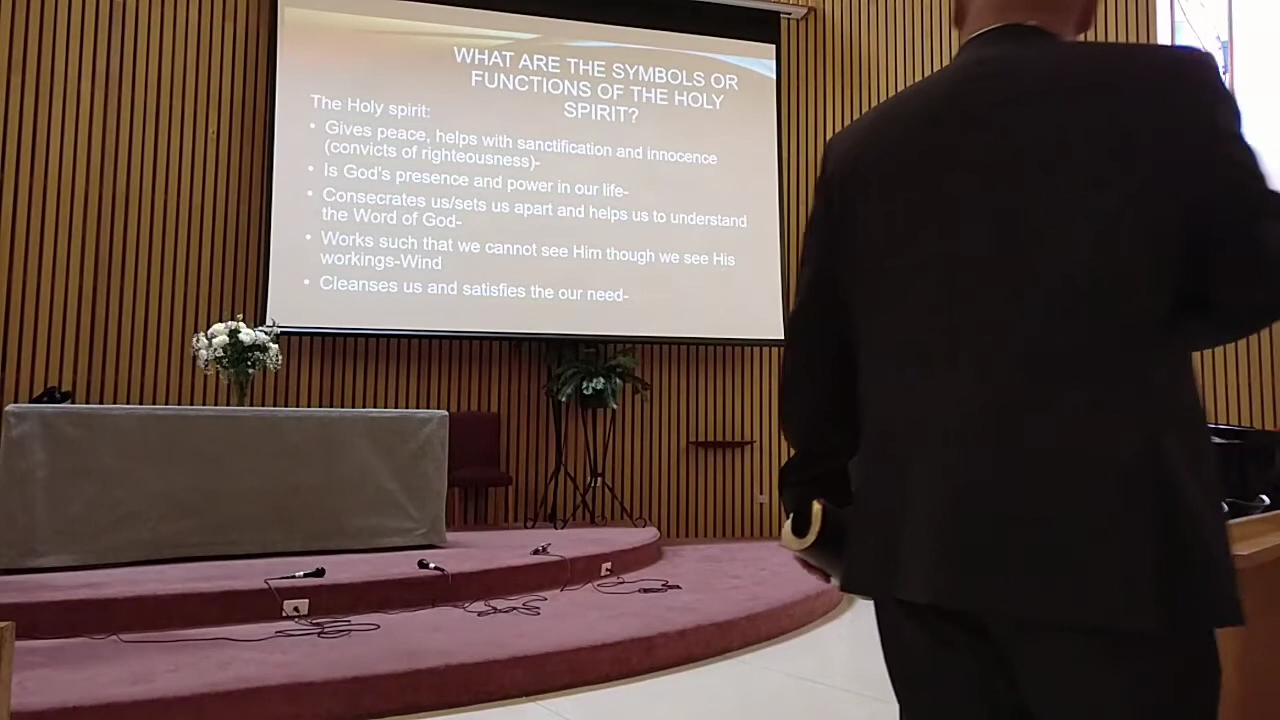 WHAT ARE THE SYMBOLS OR
FUNCTIONS OF THE HOLY
SPIRIT?
The Holy spirit:
• Gives peace, helps with sanctification and innocence
(convicts of righteousness)-
• Is God's presence and power in our life-
• Consecrates us/sets us apart and helps us to understand
the Word of God-
• Works such that we cannot see Him though we see His
workings-Wind
• Cleanses us and satisfies the our need-